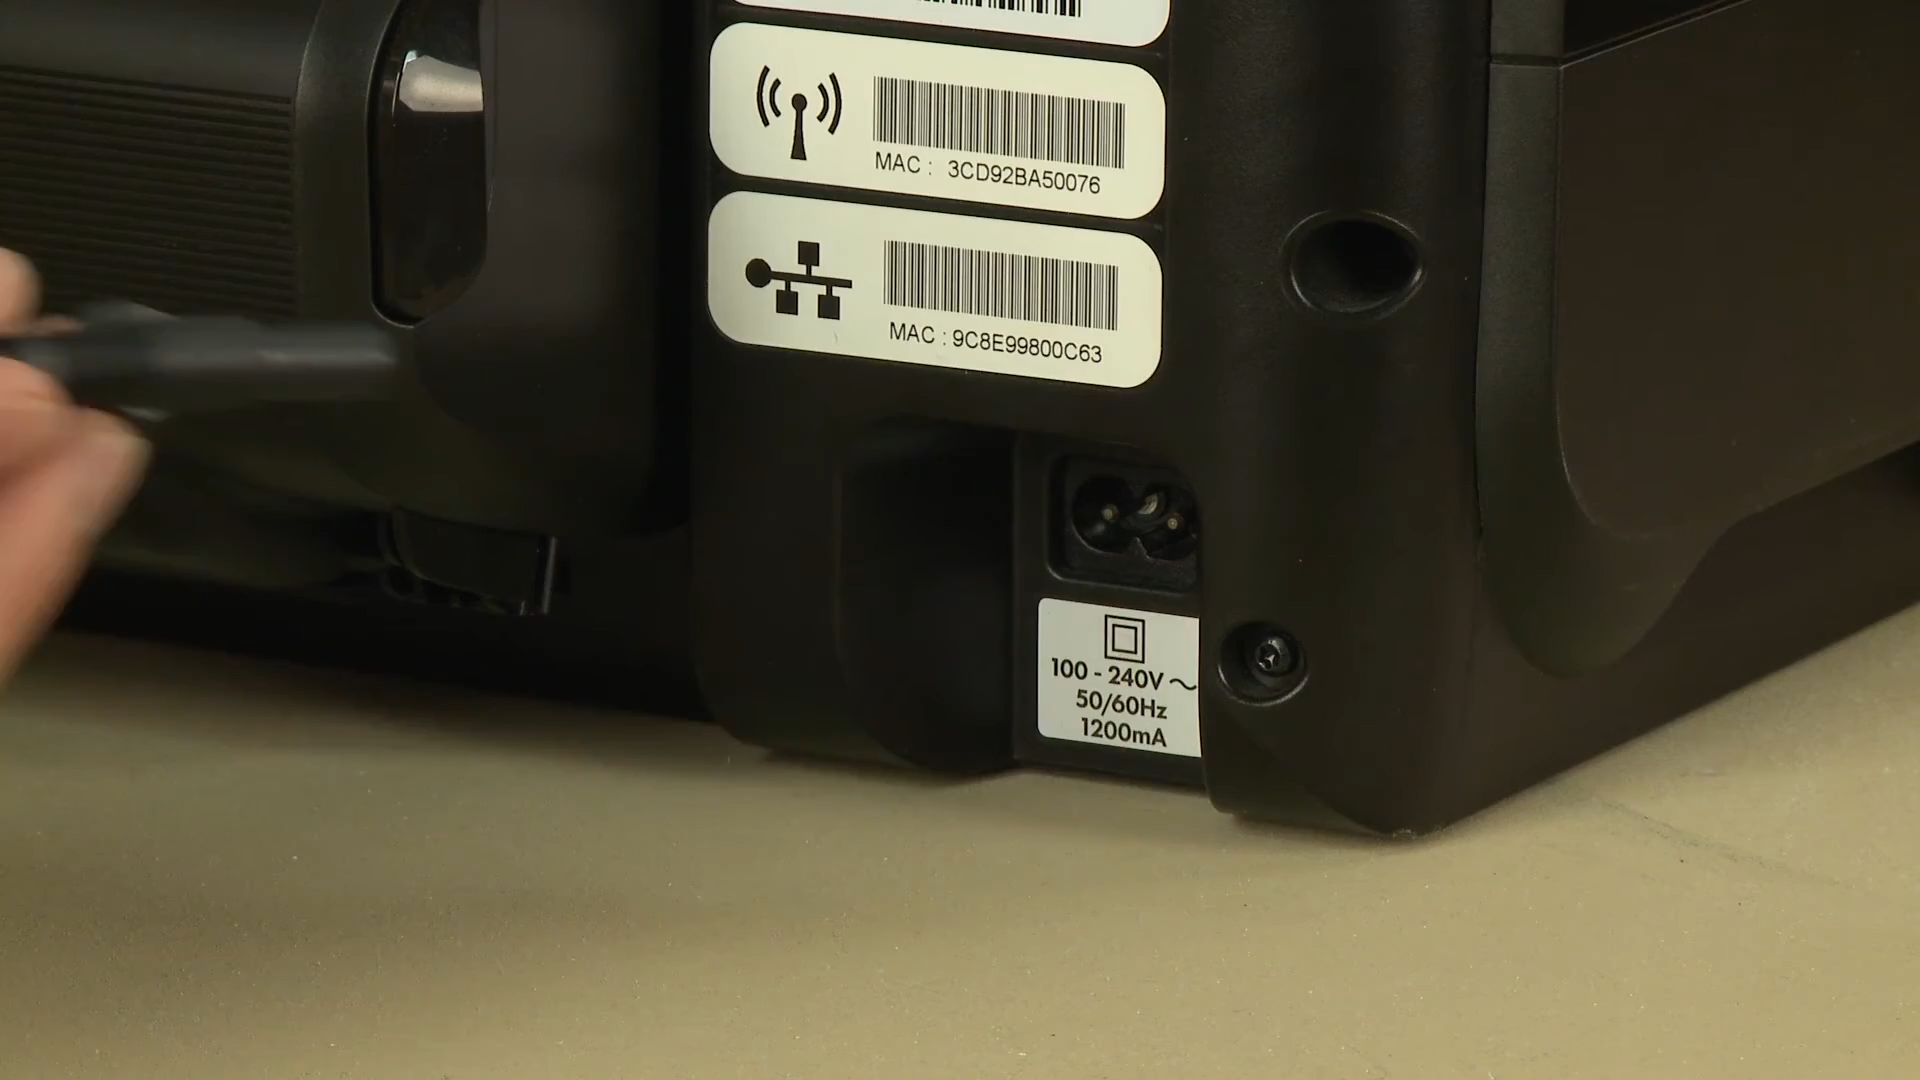 MAC : 3CD92BA50076
MAC : 9C8E99800C63
100 - 240V ~
50/60Hz
1200mA